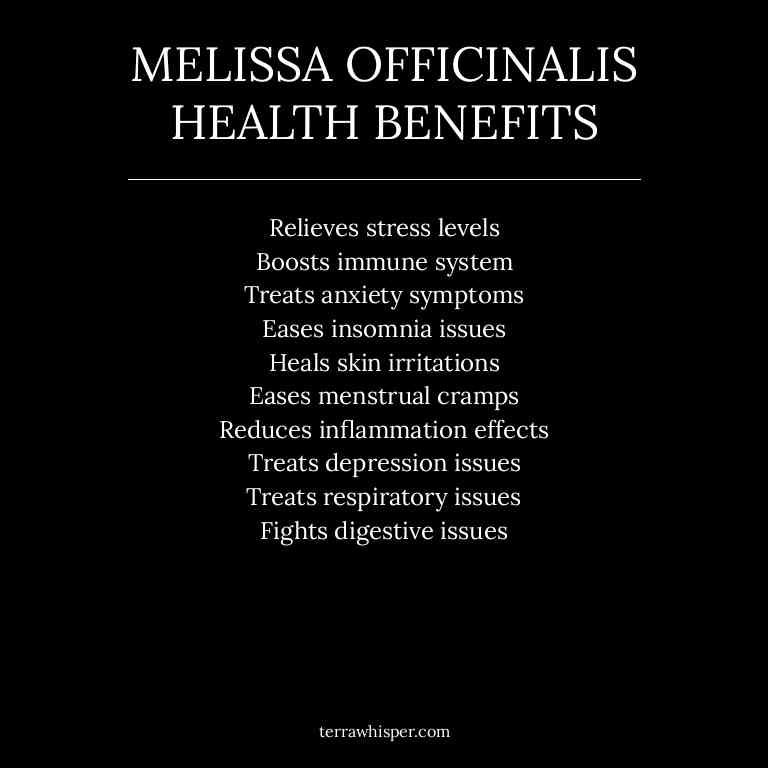 MELISSA OFFICINALIS
HEALTH BENEFITS
Relieves stress levels
Boosts immune system
Treats anxiety symptoms
Eases insomnia issues
Heals skin irritations
Eases menstrual cramps
Reduces inflammation effects
Treats depression issues
Treats respiratory issues
Fights digestive issues
terrawhisper.com